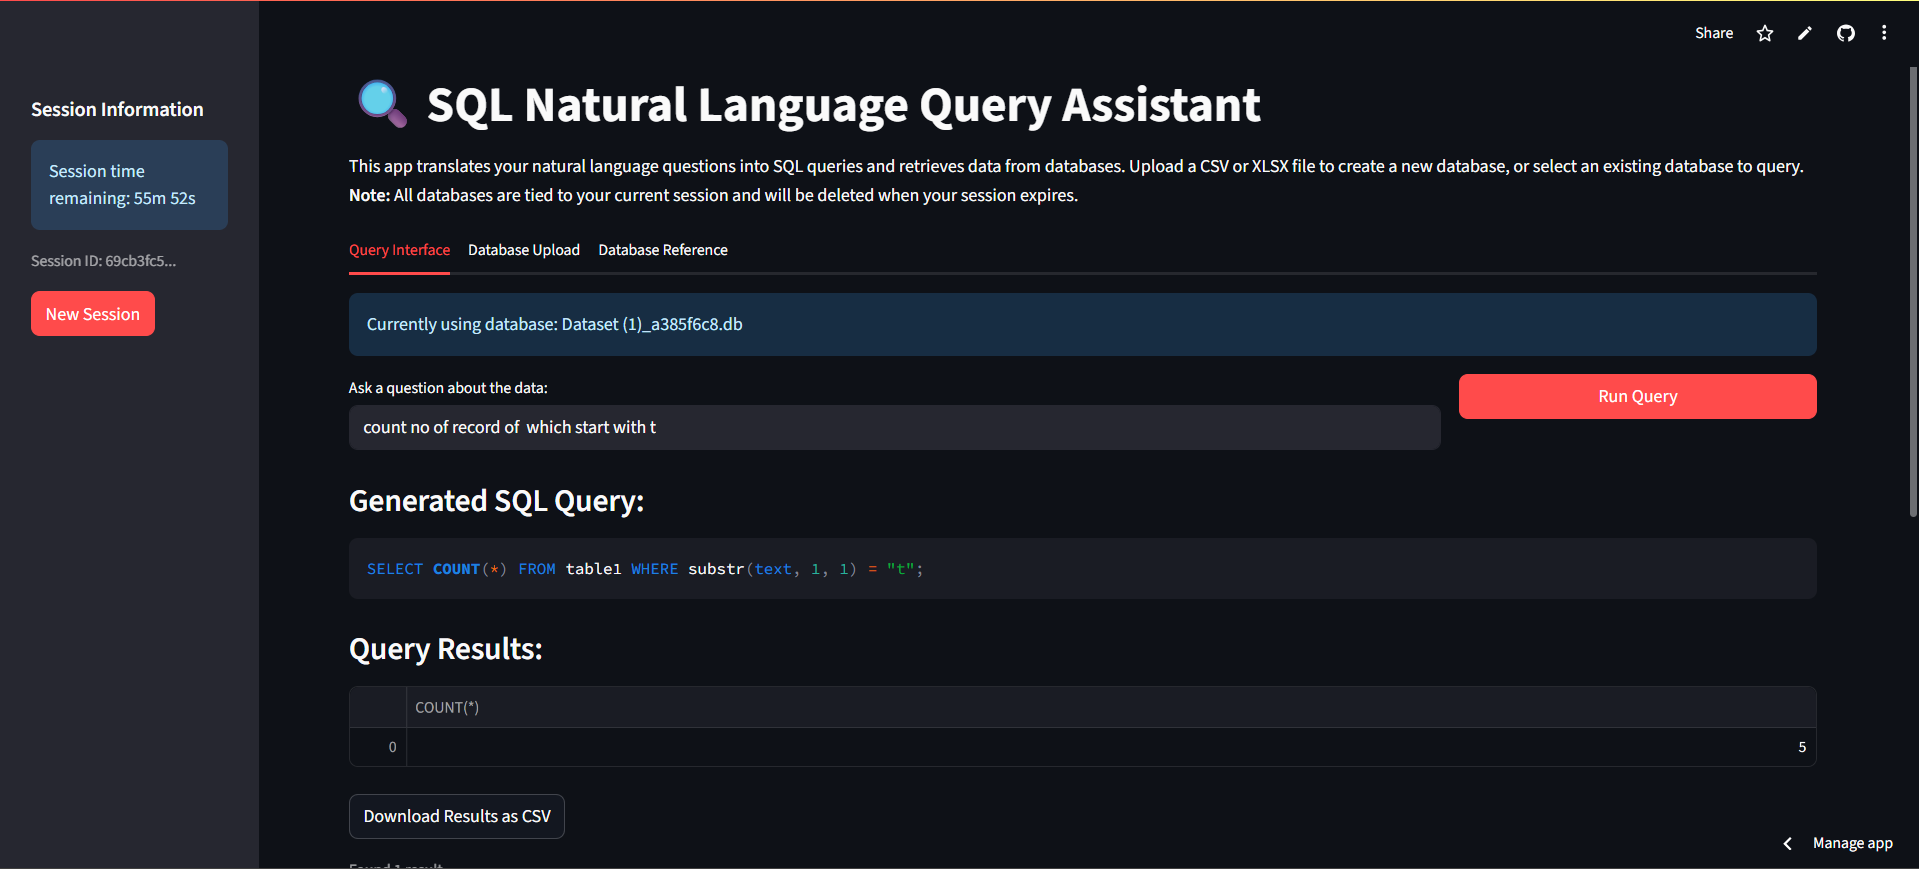 Share
Session Information
Session time
remaining: 55m 52s
Session ID: 69cb3fc5...
New Session
SQL Natural Language Query Assistant
This app translates your natural language questions into SQL queries and retrieves data from databases. Upload a CSV or XLSX file to create a new database, or select an existing database to query.
Note: All databases are tied to your current session and will be deleted when your session expires.
Query Interface Database Upload Database Reference
Currently using database: Dataset (1)_a385f6c8.db
Ask a question about the data:
Run Query
count no of record of  which start with t
Generated SQL Query:
SELECT COUNT(*) FROM table1 WHERE substr(text, 1, 1) = "t";
Query Results:
COUNT(*)
0 5
Download Results as CSV
Manage app
Found 1 result